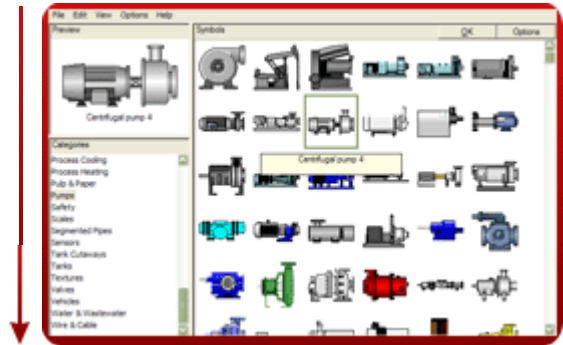 File Edit View Options Help
Preview
Symbols
OK
Options
Centrifugal pump 4
Categories
Process Cooling
Process Heating
Pulp & Paper
Pumps
Safety
Scales
Segmented Pipes
Sensors
Tank Cutaways
Tanks
Textures
Valves
Vehicles
Water & Wastewater
Wire & Cable
Centrifugal pump 4